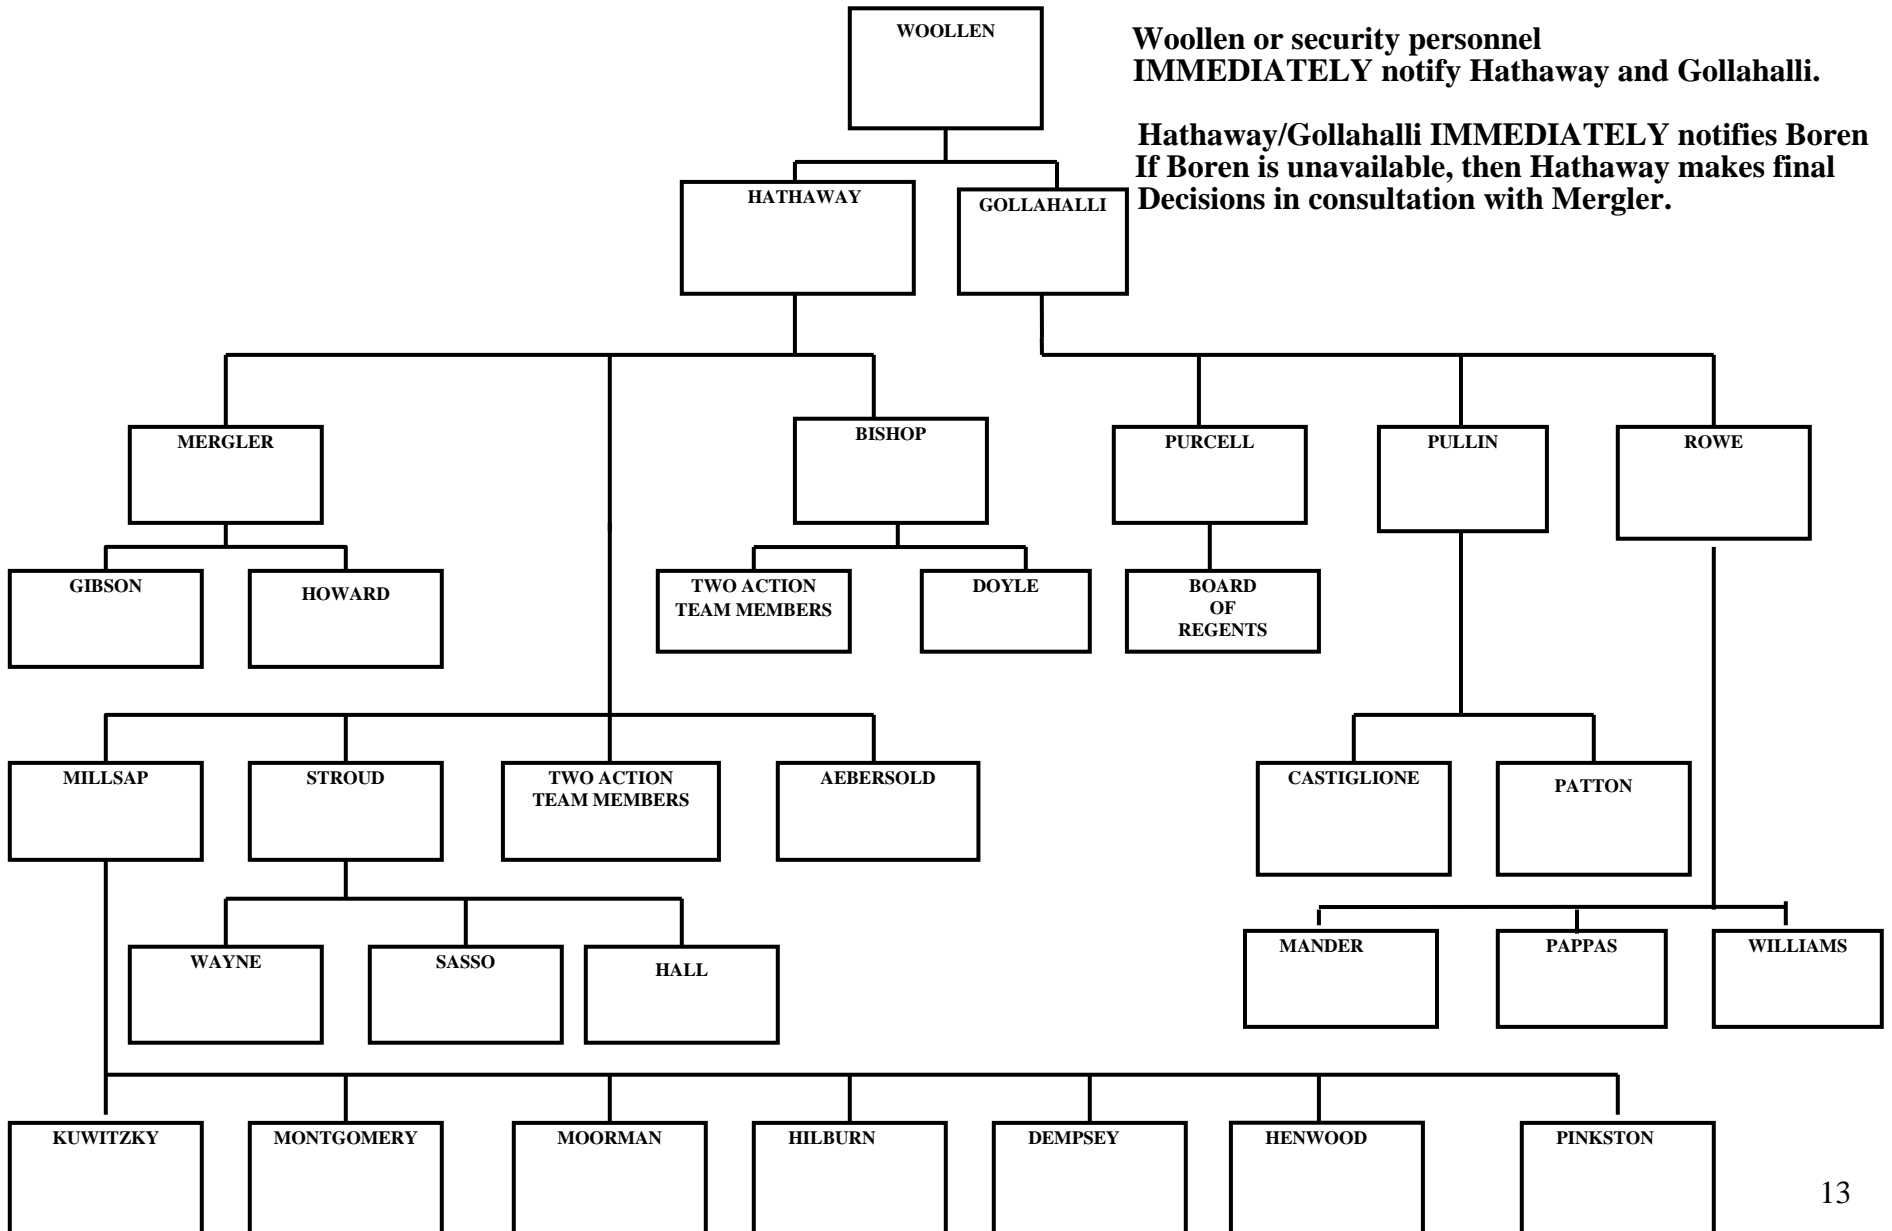 WOOLLEN
Woollen or security personnel
IMMEDIATELY notify Hathaway and Gollahalli.
Hathaway/Gollahalli IMMEDIATELY notifies Boren
If Boren is unavailable, then Hathaway makes final
Decisions in consultation with Mergler.
HATHAWAY
GOLLAHALLI
MERGLER
BISHOP
PURCELL
PULLIN
ROWE
GIBSON
HOWARD
TWO ACTION
TEAM MEMBERS
DOYLE
BOARD
OF
REGENTS
MILLSAP
STROUD
TWO ACTION
TEAM MEMBERS
AEBERSOLD
CASTIGLIONE
PATTON
WAYNE
SASSO
HALL
MANDER
PAPPAS
WILLIAMS
KUWITZKY
MONTGOMERY
MOORMAN
HILBURN
DEMPSEY
HENWOOD
PINKSTON
13